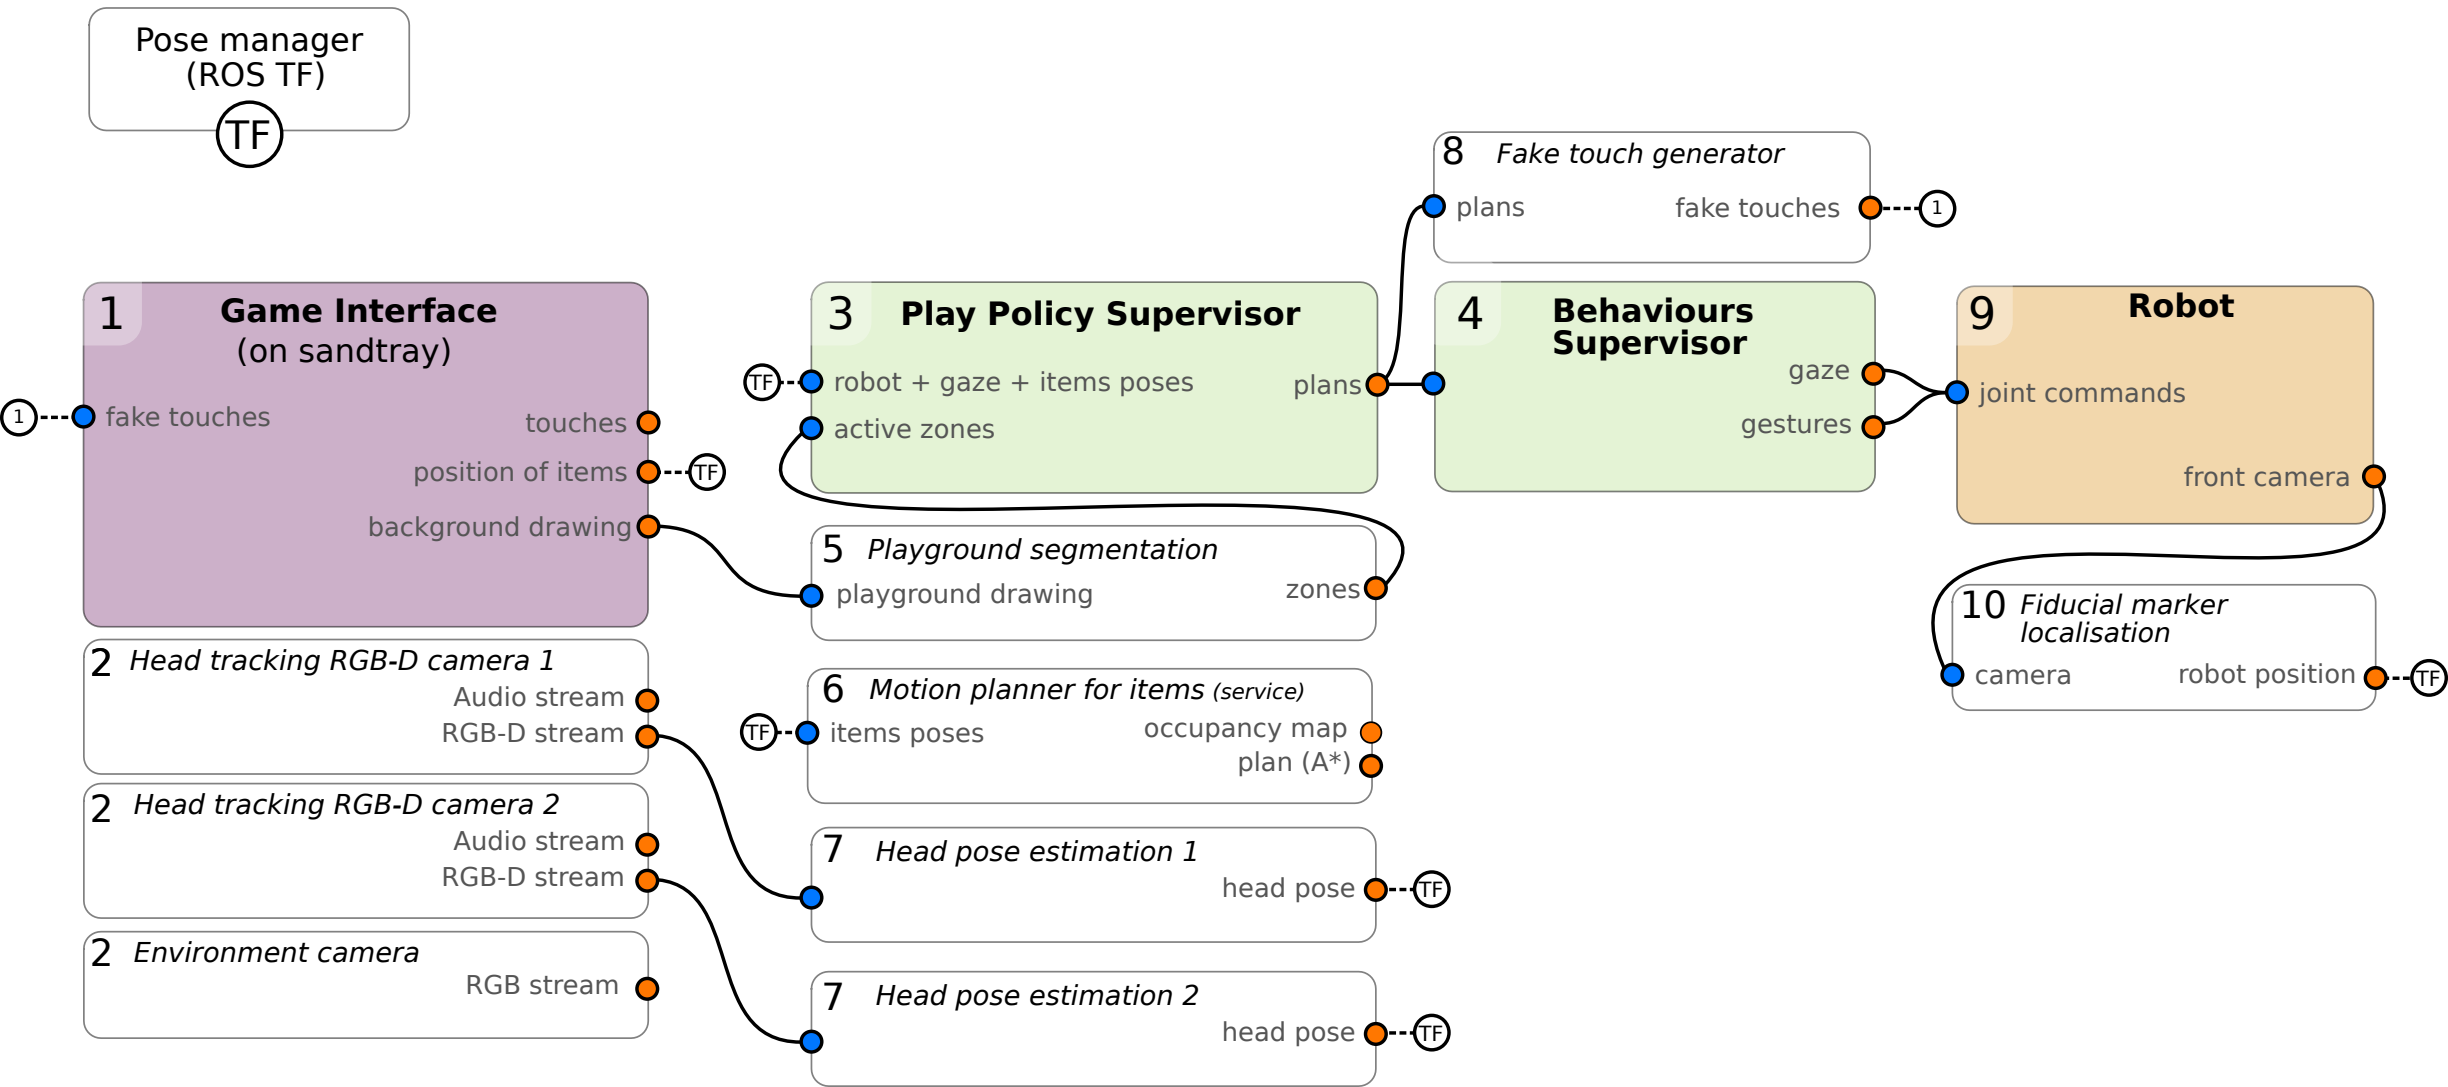 Pose manager
(ROS TF)
TF
8 Fake touch generator
plans
fake touches
1
1 Game Interface
(on sandtray)
1
fake touches
touches
position of items
TF
background drawing
3 Play Policy Supervisor
TF
robot + gaze + items poses
plans
active zones
4 Behaviours
Supervisor
gaze
gestures
9 Robot
joint commands
front camera
5 Playground segmentation
playground drawing
zones
10 Fiducial marker
localisation
camera
robot position
TF
2 Head tracking RGB-D camera 1
Audio stream
RGB-D stream
6 Motion planner for items (service)
TF
items poses
occupancy map
plan (A*)
2 Head tracking RGB-D camera 2
Audio stream
RGB-D stream
7 Head pose estimation 1
head pose
TF
2 Environment camera
RGB stream
7 Head pose estimation 2
head pose
TF